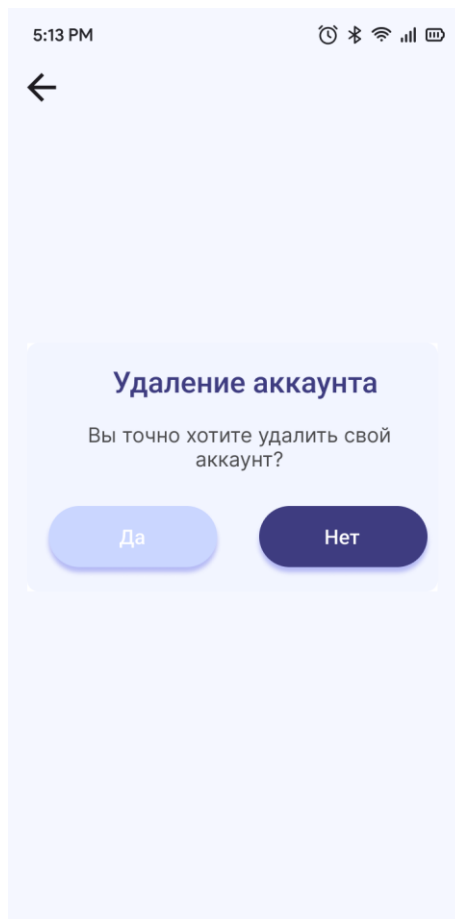 5:13 PM
Удаление аккаунта
Вы точно хотите удалить свой
аккаунт?
Да
Нет